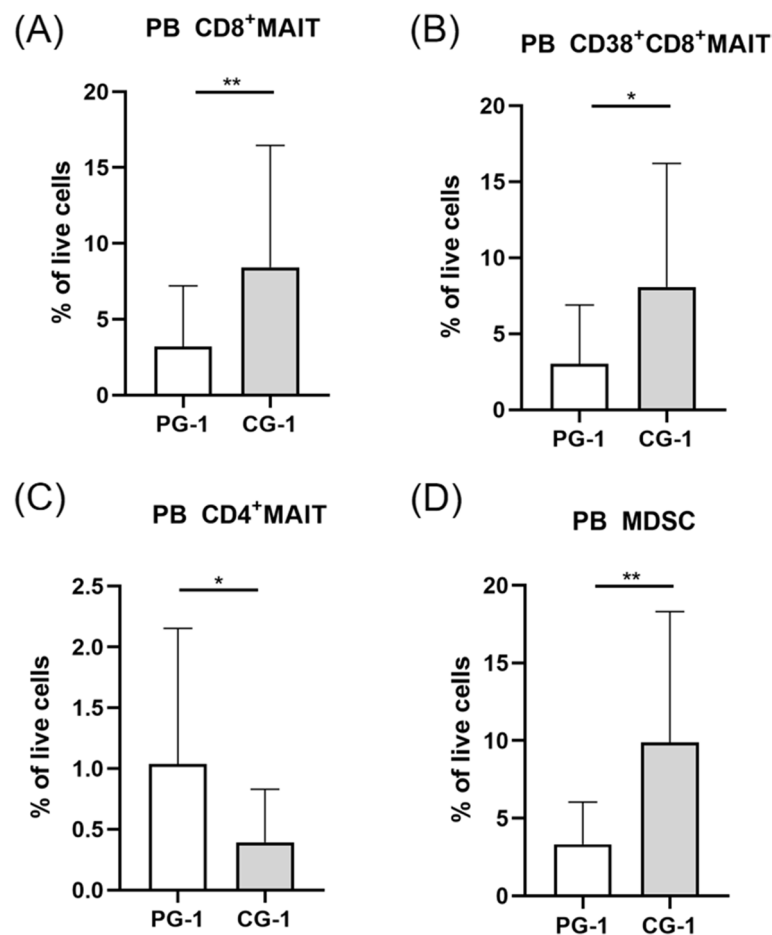 (A)
PB CD8+MAIT
**
20
15
10
5
0
% of live cells
PG-1 CG-1
(B)
PB CD38+CD8+MAIT
*
20
15
10
5
0
% of live cells
PG-1 CG-1
(C)
PB CD4+MAIT
*
2.5
2.0
1.5
1.0
0.5
0.0
% of live cells
PG-1 CG-1
(D)
PB MDSC
**
20
15
10
5
0
% of live cells
PG-1 CG-1